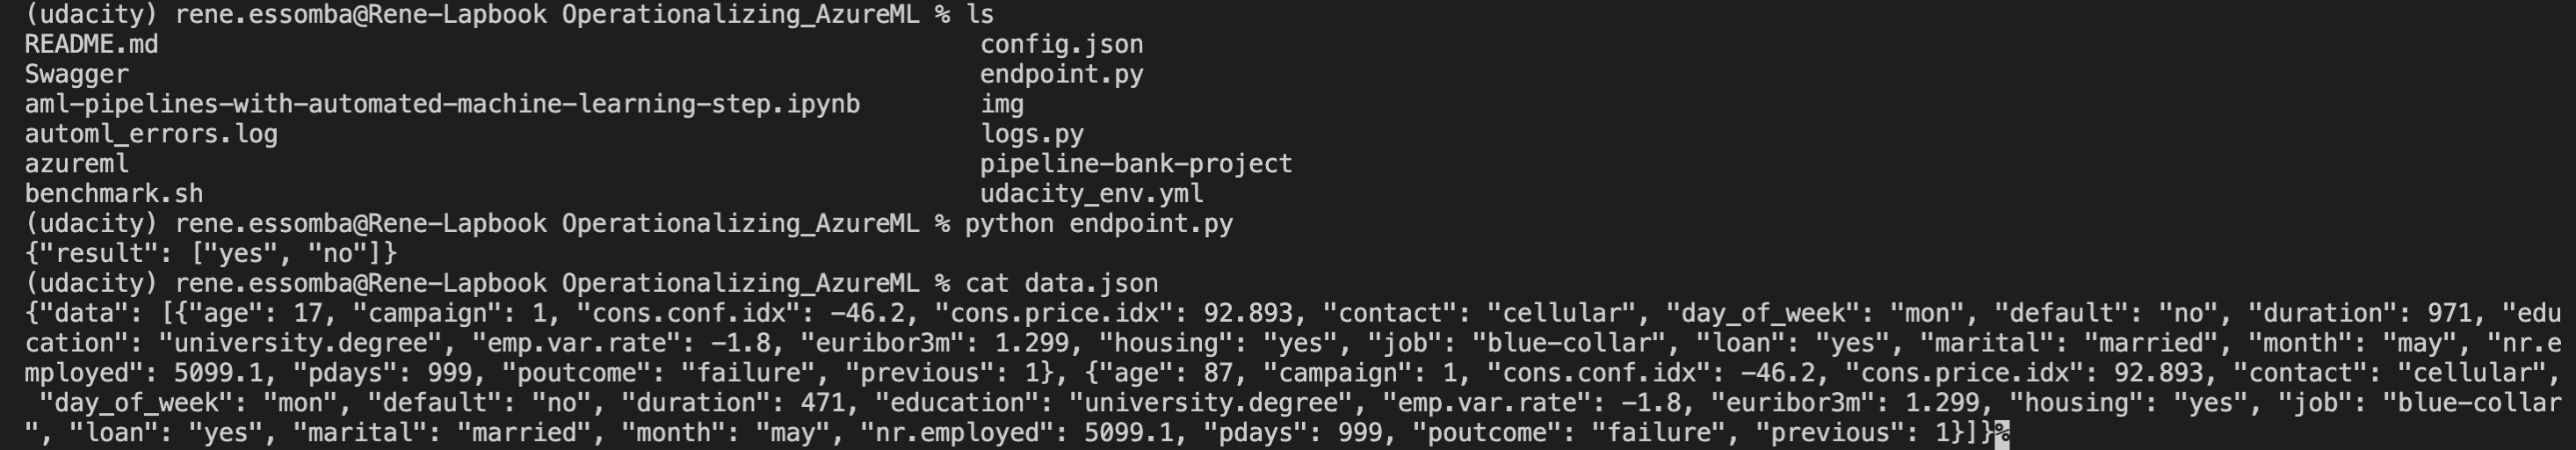 (udacity) rene.essomba@Rene-Lapbook Operationalizing_AzureML % ls
README.md config.json
Swagger endpoint.py
aml-pipelines-with-automated-machine-learning-step.ipynb img
automl_errors.log logs.py
azureml pipeline-bank-project
benchmark.sh udacity_env.yml
(udacity) rene.essomba@Rene-Lapbook Operationalizing_AzureML % python endpoint.py
{"result": ["yes", "no"]}
(udacity) rene.essomba@Rene-Lapbook Operationalizing_AzureML % cat data.json
{"data": [{"age": 17, "campaign": 1, "cons.conf.idx": -46.2, "cons.price.idx": 92.893, "contact": "cellular", "day_of_week": "mon", "default": "no", "duration": 971, "edu
cation": "university.degree", "emp.var.rate": -1.8, "euribor3m": 1.299, "housing": "yes", "job": "blue-collar", "loan": "yes", "marital": "married", "month": "may", "nr.e
mployed": 5099.1, "pdays": 999, "poutcome": "failure", "previous": 1}, {"age": 87, "campaign": 1, "cons.conf.idx": -46.2, "cons.price.idx": 92.893, "contact": "cellular",
 "day_of_week": "mon", "default": "no", "duration": 471, "education": "university.degree", "emp.var.rate": -1.8, "euribor3m": 1.299, "housing": "yes", "job": "blue-collar
", "loan": "yes", "marital": "married", "month": "may", "nr.employed": 5099.1, "pdays": 999, "poutcome": "failure", "previous": 1}]}%